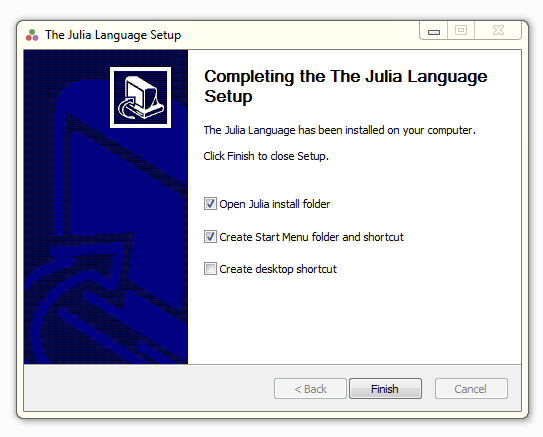 The Julia Language Setup
Completing the The Julia Language
Setup
The Julia Language has been installed on your computer.
Click Finish to close Setup.
Open Julia install folder
Create Start Menu folder and shortcut
Create desktop shortcut
< Back
Finish
Cancel